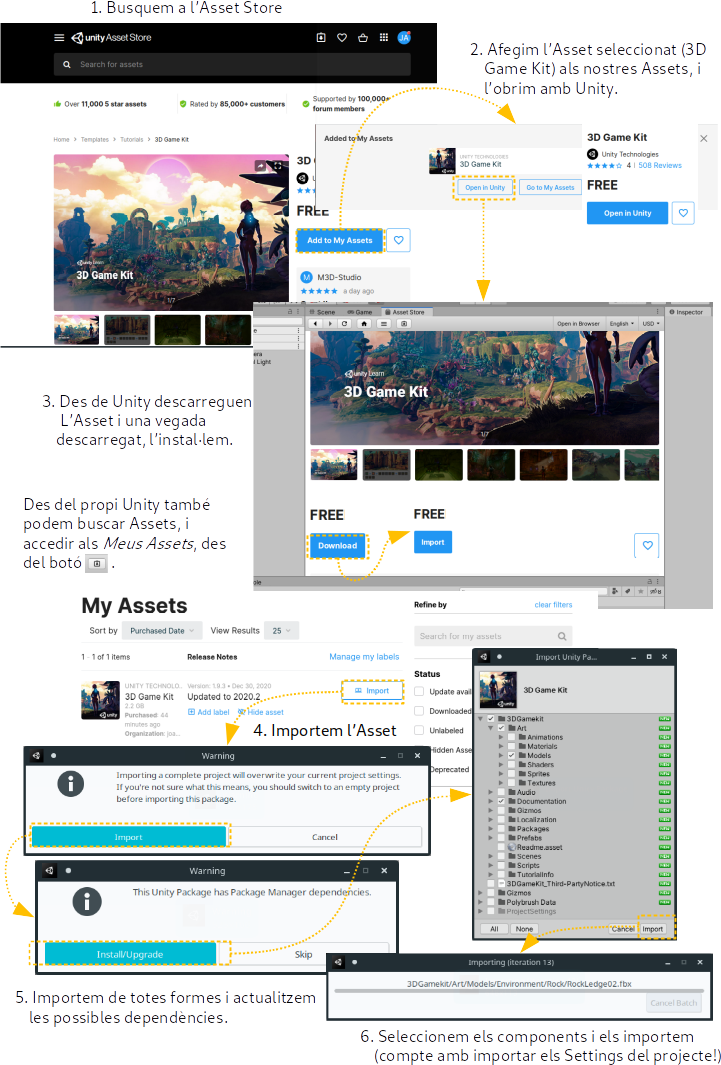 1. Busquem a l'Asset Store
unity Asset Store
JA
Search for assets
Over 11,000 5 star assets
Rated by 85,000+ customers
Supported by 100,000+
forum members
Home > Templates > Tutorials > 3D Game Kit
unity Learn
3D Game Kit
1/7
FREE
Add to My Assets
M M3D-Studio
a day ago
2. Afegim l'Asset seleccionat (3D
Game Kit) als nostres Assets, i
l'obrim amb Unity.
Added to My Assets
UNITY TECHNOLOGIES
3D Game Kit
Open in Unity
Go to My Assets
3D Game Kit
Unity Technologies
4 | 508 Reviews
FREE
Open in Unity
Scene
Game
Asset Store
Inspector
Open in Browser
English
USD
unity Learn
3D Game Kit
1/7
FREE
Download
FREE
Import
3. Des de Unity descarreguen
L'Asset i una vegada
descarregat, l'instal·lem.
Des del propi Unity també
podem buscar Assets, i
accedir als Meus Assets, des
del botó .
My Assets
Sort by Purchased Date View Results 25
1 - 1 of 1 items
Release Notes
Manage my labels
UNITY TECHNOLO...
3D Game Kit
2.2 GB
Purchased: 44
minutes ago
Organization: joa...
Version: 1.9.3 • Dec 30, 2020
Updated to 2020.2
Add label
Hide asset
Import
Refine by
clear filters
Search for my assets
Status
Update avail
Downloaded
Unlabeled
Hidden Asse
Deprecated
4. Importem l'Asset
Warning
Importing a complete project will overwrite your current project settings.
If you're not sure what this means, you should switch to an empty project
before importing this package.
Import
Cancel
Warning
This Unity Package has Package Manager dependencies.
Install/Upgrade
Skip
Import Unity Pa...
3D Game Kit
3DGamekit
Art
Animations
Materials
Models
Shaders
Sprites
Textures
Audio
Documentation
Gizmos
Localization
Packages
Prefabs
Readme.asset
Scenes
Scripts
TutorialInfo
3DGameKit_Third-PartyNotice.txt
Gizmos
Polybrush Data
ProjectSettings
All
None
Cancel
Import
Importing (iteration 13)
3DGamekit/Art/Models/Environment/Rock/RockLedge02.fbx
Cancel Batch
5. Importem de totes formes i actualitzem
les possibles dependències.
6. Seleccionem els components i els importem
(compte amb importar els Settings del projecte!)